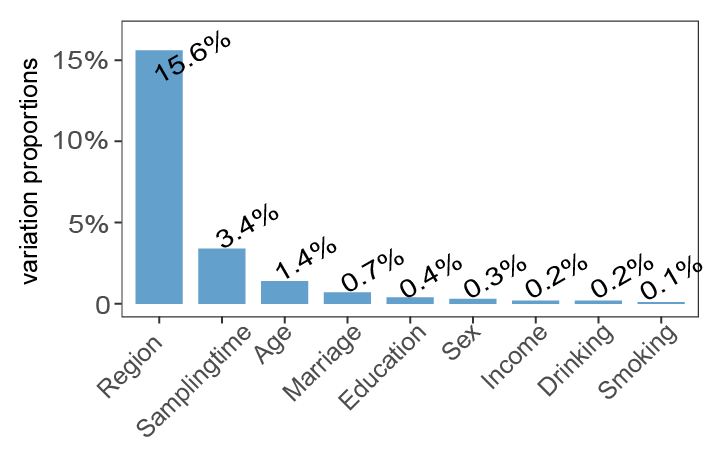 variation proportions
15%
10%
5%
0
15.6%
3.4%
1.4%
0.7%
0.4%
0.3%
0.2%
0.2%
0.1%
Region
Samplingtime
Age
Marriage
Education
Sex
Income
Drinking
Smoking